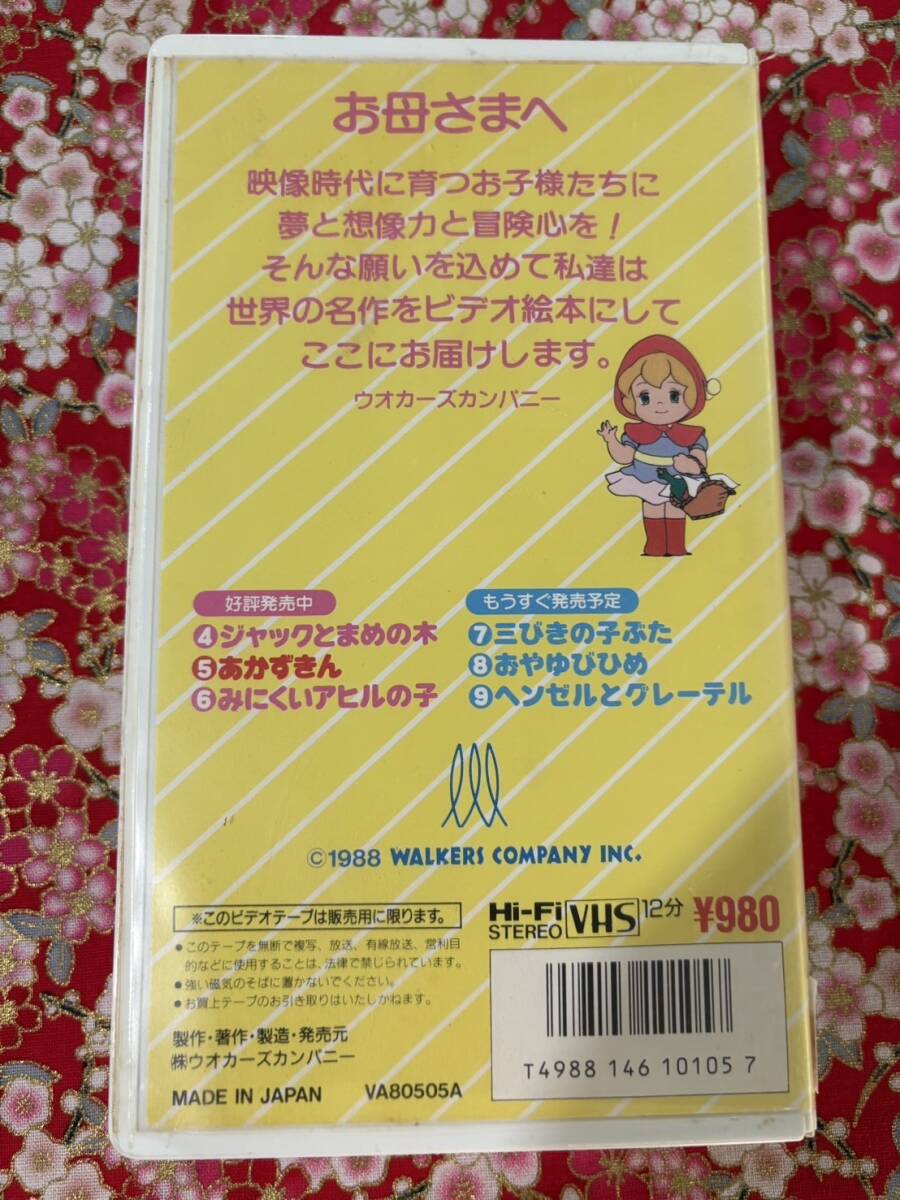 お母さまへ
映像時代に育つお子様たちに
夢と想像力と冒険心を!
そんな願いを込めて私達は
世界の名作をビデオ絵本にして
ここにお届けします。
ウオカーズカンパニー
好評発売中
④ジャックとまめの木
⑤あかずきん
⑥みにくいアヒルの子
もうすぐ発売予定
⑦三びきの子ぶた
⑧おやゆびひめ
⑨ヘンゼルとグレーテル
©1988 WALKERS COMPANY INC.
※このビデオテープは販売用に限ります。
●このテープを無断で複写、放送、有線放送、営利目
的などに使用することは、法律で禁じられています。
●強い磁気のそばに置かないでください。
●お買上テープのお引き取りはいたしかねます。
製作・著作・製造・発売元
㈱ウオカーズカンパニー
MADE IN JAPAN VA80505A
Hi-Fi STEREO VHS 12分 ¥980
T4988 146 10105 7